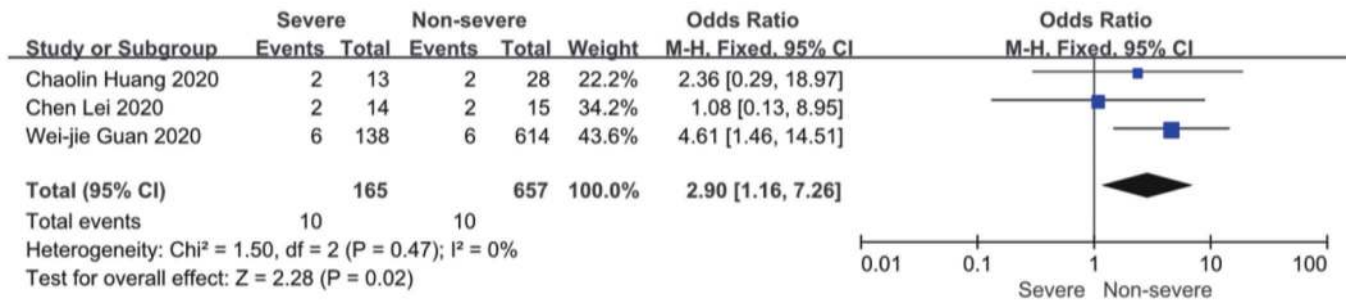 Severe Non-severe Odds Ratio Odds Ratio
Study or Subgroup Events Total Events Total Weight M-H, Fixed, 95% CI M-H, Fixed, 95% CI
Chaolin Huang 2020 2 13 2 28 22.2% 2.36 [0.29, 18.97]
Chen Lei 2020 2 14 2 15 34.2% 1.08 [0.13, 8.95]
Wei-jie Guan 2020 6 138 6 614 43.6% 4.61 [1.46, 14.51]
Total (95% CI) 165 657 100.0% 2.90 [1.16, 7.26]
Total events 10 10
Heterogeneity: Chi² = 1.50, df = 2 (P = 0.47); I² = 0%
Test for overall effect: Z = 2.28 (P = 0.02)
0.01 0.1 1 10 100
Severe Non-severe